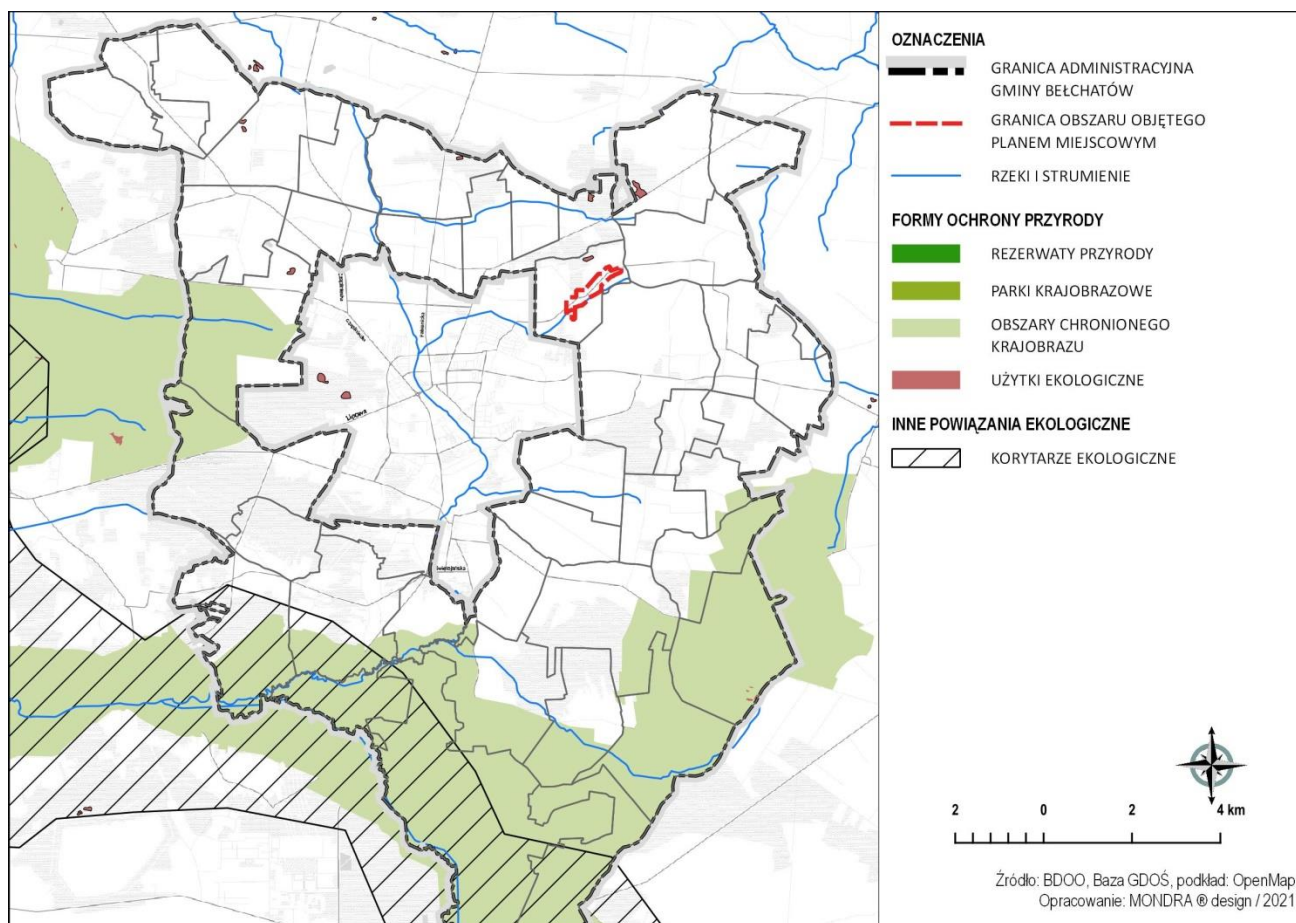 OZNACZENIA
GRANICA ADMINISTRACYJNA
GMINY BEŁCHATÓW
GRANICA OBSZARU OBJĘTEGO
PLANEM MIEJSCOWYM
RZEKI I STRUMIENIE
FORMY OCHRONY PRZYRODY
REZERWATY PRZYRODY
PARKI KRAJOBRAZOWE
OBSZARY CHRONIONEGO
KRAJOBRAZU
UŻYTKI EKOLOGICZNE
INNE POWIĄZANIA EKOLOGICZNE
KORYTARZE EKOLOGICZNE
2 0 2 4 km
Źródło: BDOO, Baza GDOŚ, podkład: OpenMap
Opracowanie: MONDRA ® design / 2021
Lipowa